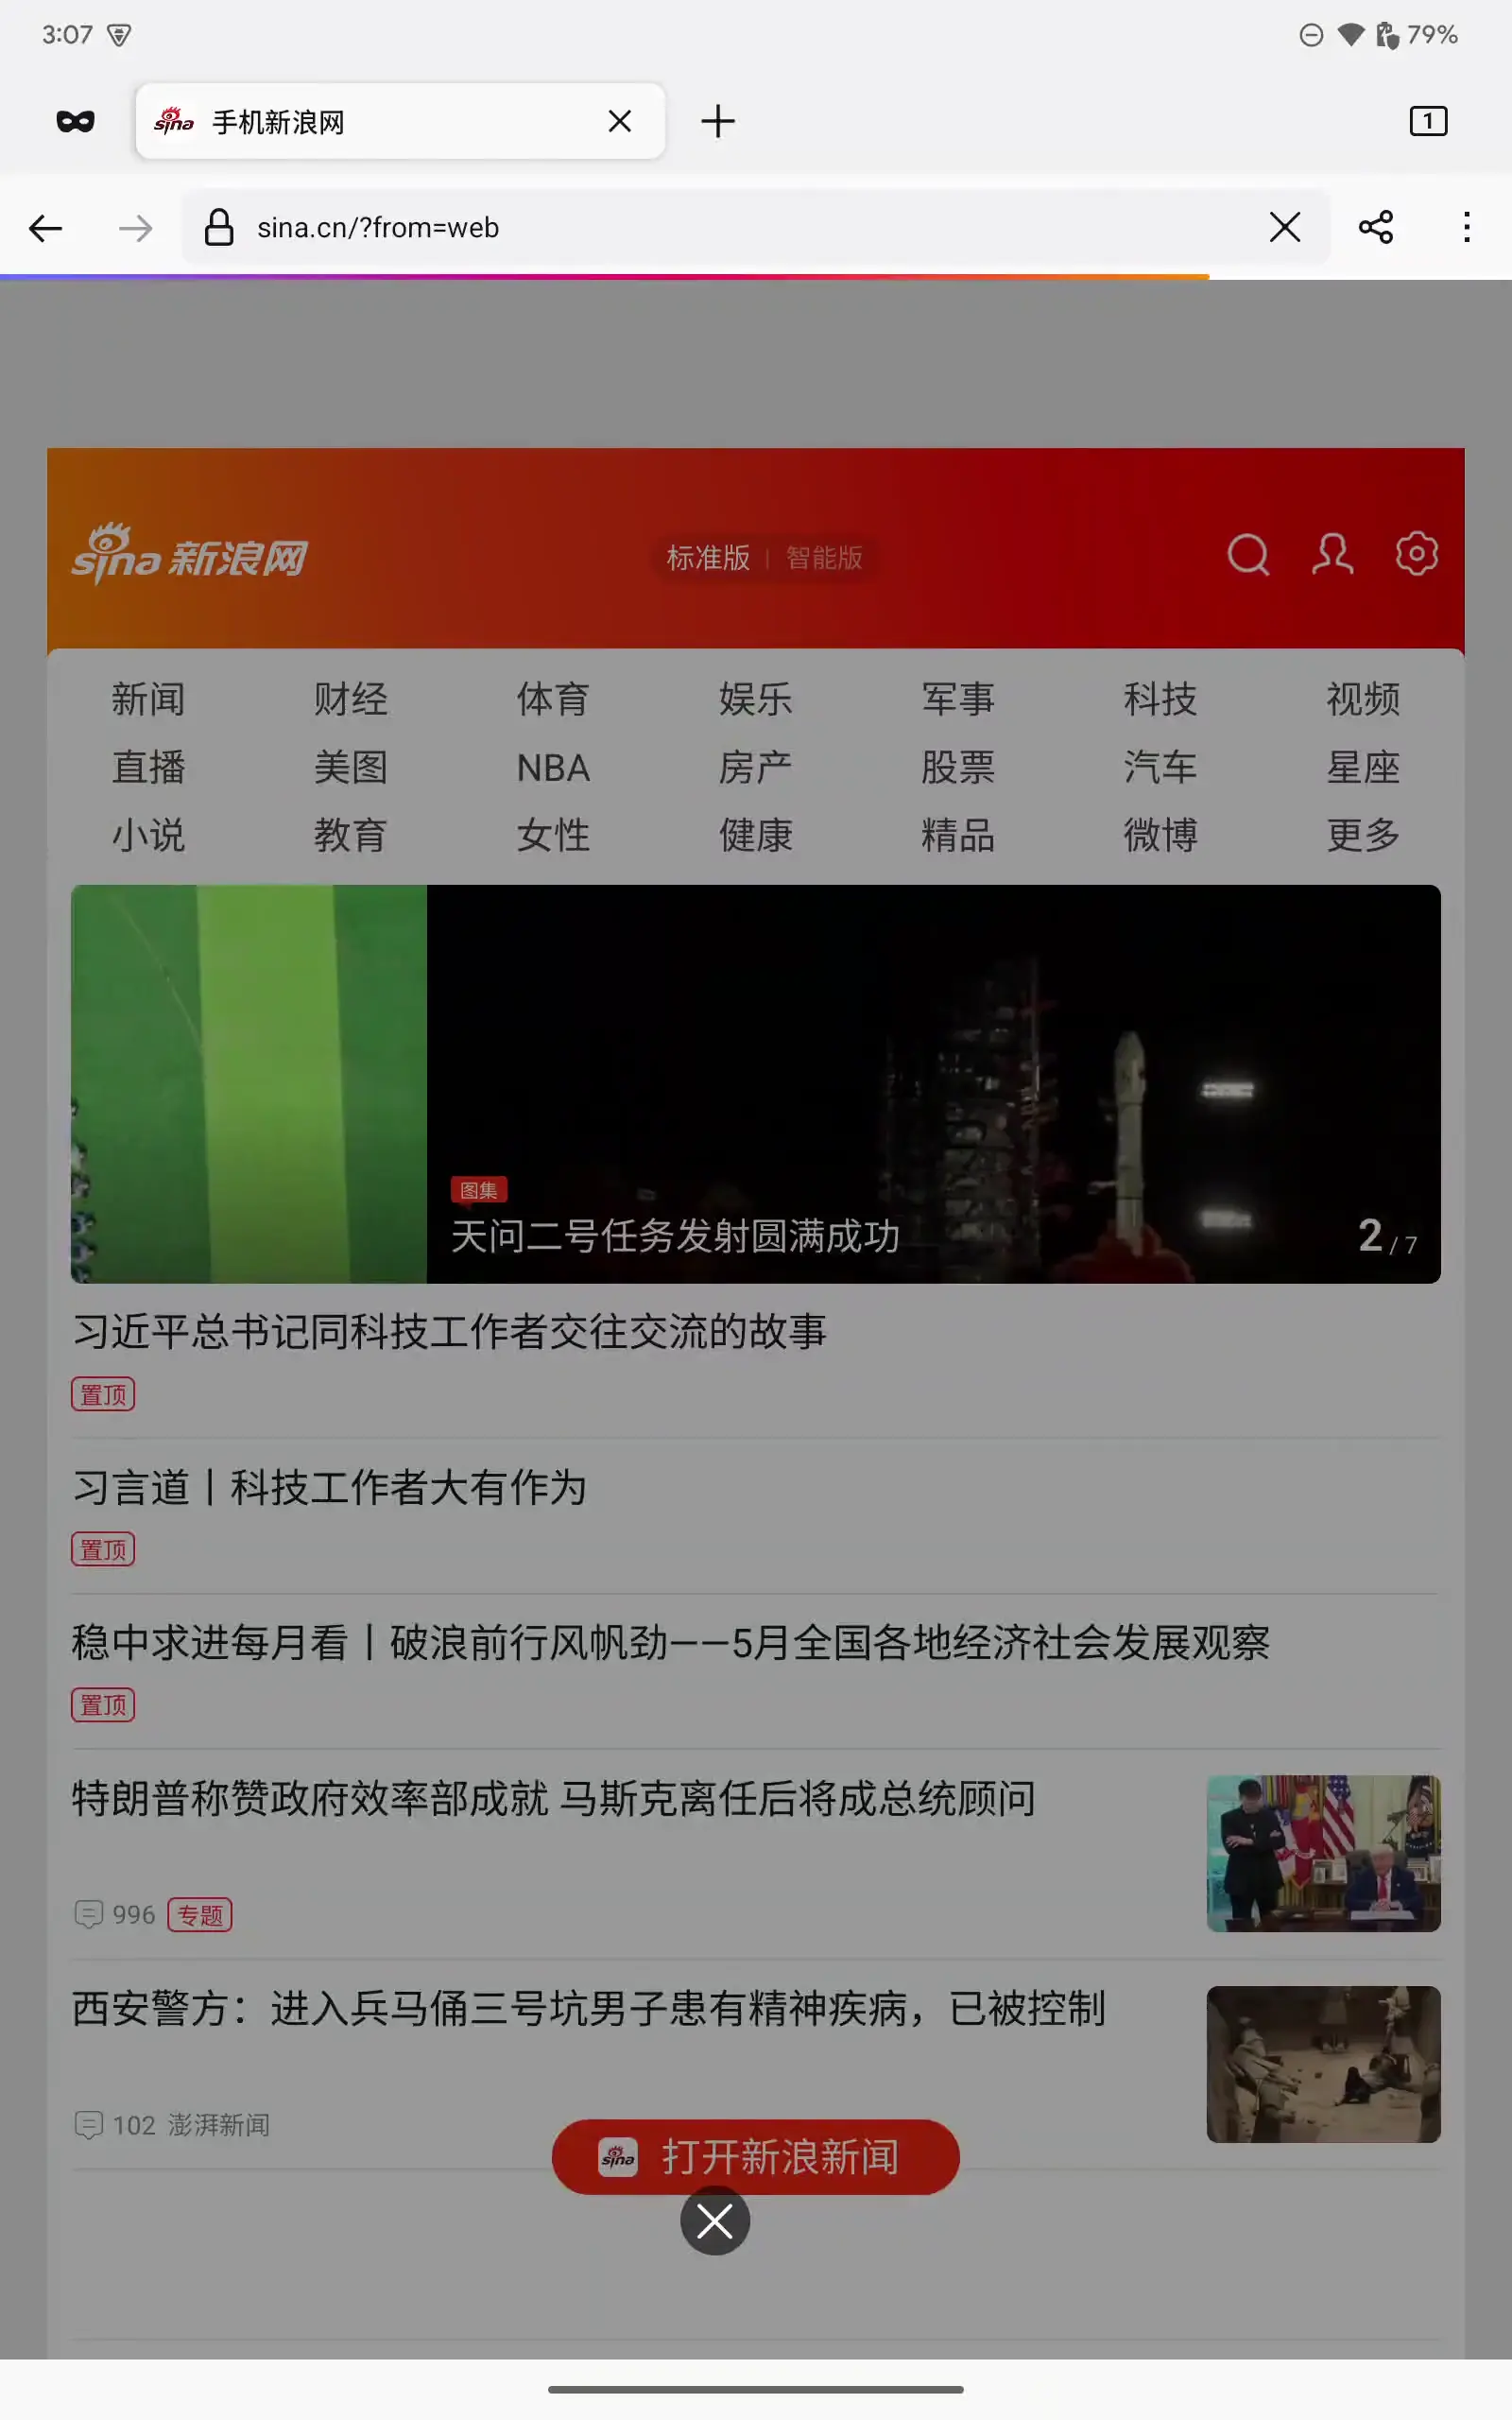 3:07
79%
sina 手机新浪网
1
sina.cn/?from=web
sina 新浪网
标准版 | 智能版
新闻 财经 体育 娱乐 军事 科技 视频
直播 美图 NBA 房产 股票 汽车 星座
小说 教育 女性 健康 精品 微博 更多
图集
天问二号任务发射圆满成功
2 / 7
习近平总书记同科技工作者交往交流的故事
置顶
习言道丨科技工作者大有作为
置顶
稳中求进每月看丨破浪前行风帆劲——5月全国各地经济社会发展观察
置顶
特朗普称赞政府效率部成就 马斯克离任后将成总统顾问
996 专题
西安警方：进入兵马俑三号坑男子患有精神疾病，已被控制
102 澎湃新闻
sina 打开新浪新闻